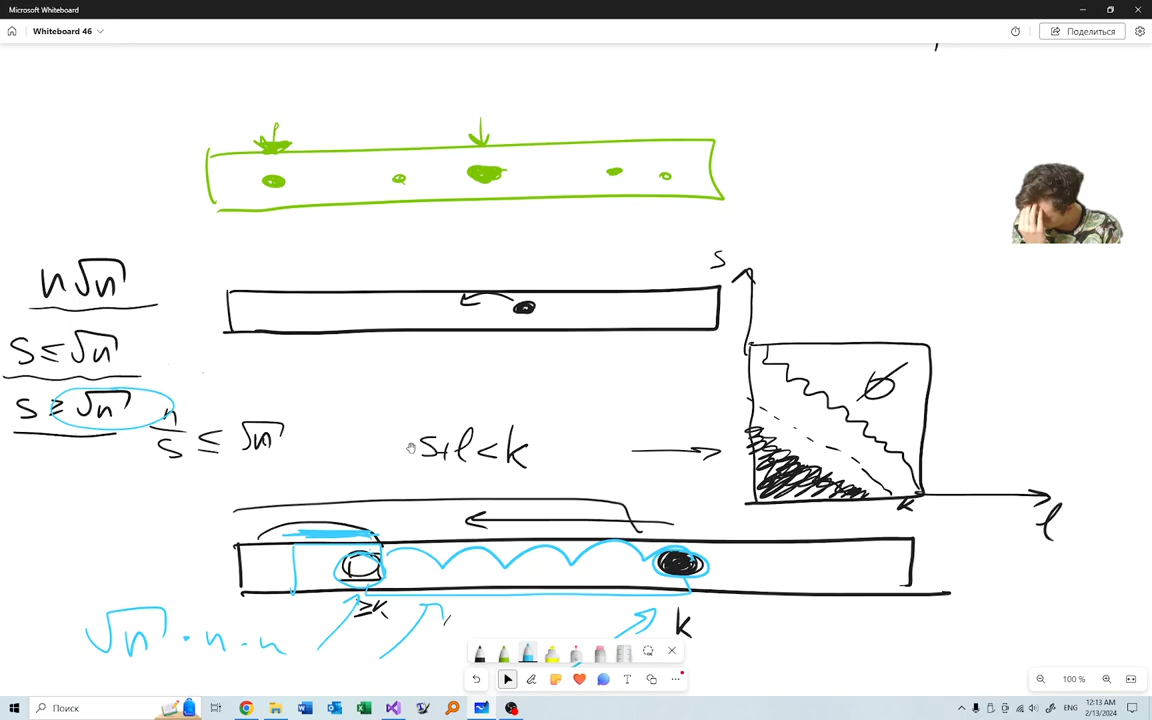 Microsoft Whiteboard
Whiteboard 46
Поделиться
n√n
s ≤ √n
s ≥ √n
n/s ≤ √n
s+l<k
s
k
l
≥k
k
√n · n · n
100 %
Поиск
ENG
12:13 AM
2/13/2024